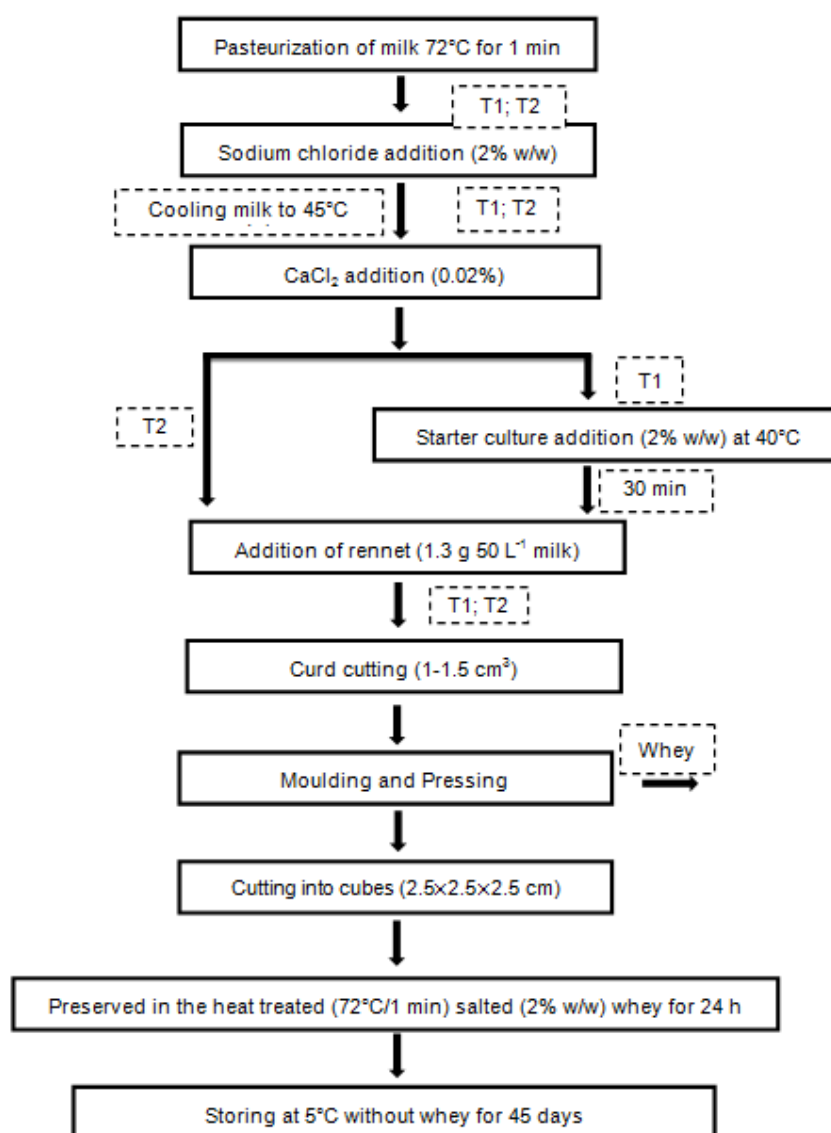 Pasteurization of milk 72°C for 1 min
T1; T2
Sodium chloride addition (2% w/w)
Cooling milk to 45°C
T1; T2
CaCl₂ addition (0.02%)
T1
T2
Starter culture addition (2% w/w) at 40°C
30 min
Addition of rennet (1.3 g 50 L⁻¹ milk)
T1; T2
Curd cutting (1-1.5 cm³)
Whey
Moulding and Pressing
Cutting into cubes (2.5×2.5×2.5 cm)
Preserved in the heat treated (72°C/1 min) salted (2% w/w) whey for 24 h
Storing at 5°C without whey for 45 days